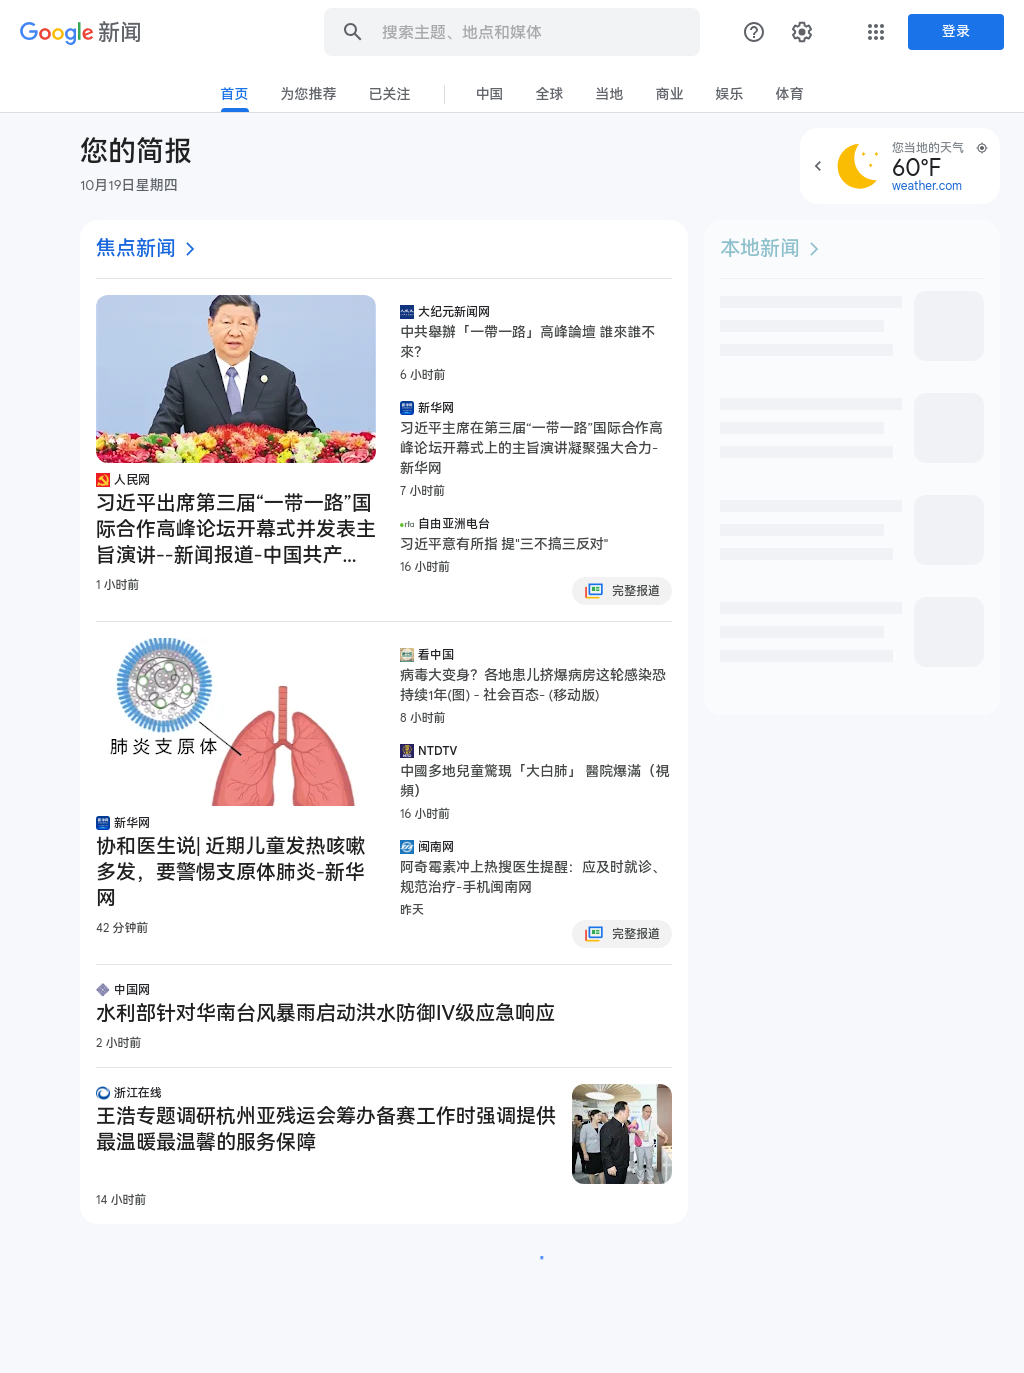 Google 新闻
搜索主题、地点和媒体
登录
首页
为您推荐
已关注
中国
全球
当地
商业
娱乐
体育
您的简报
10月19日星期四
您当地的天气
60°F
weather.com
焦点新闻
人民网
习近平出席第三届“一带一路”国
际合作高峰论坛开幕式并发表主
旨演讲--新闻报道-中国共产...
1 小时前
大纪元新闻网
中共舉辦「一帶一路」高峰論壇 誰來誰不
來？
6 小时前
新华网
习近平主席在第三届“一带一路”国际合作高
峰论坛开幕式上的主旨演讲凝聚强大合力-
新华网
7 小时前
rfa
自由亚洲电台
习近平意有所指 提"三不搞三反对"
16 小时前
完整报道
肺炎支原体
新华网
协和医生说| 近期儿童发热咳嗽
多发，要警惕支原体肺炎-新华
网
42 分钟前
看中国
病毒大变身？各地患儿挤爆病房这轮感染恐
持续1年(图) - 社会百态- (移动版)
8 小时前
NTDTV
中國多地兒童驚現「大白肺」 醫院爆滿（視
頻）
16 小时前
闽南网
阿奇霉素冲上热搜医生提醒：应及时就诊、
规范治疗-手机闽南网
昨天
完整报道
中国网
水利部针对华南台风暴雨启动洪水防御IV级应急响应
2 小时前
浙江在线
王浩专题调研杭州亚残运会筹办备赛工作时强调提供
最温暖最温馨的服务保障
14 小时前
本地新闻